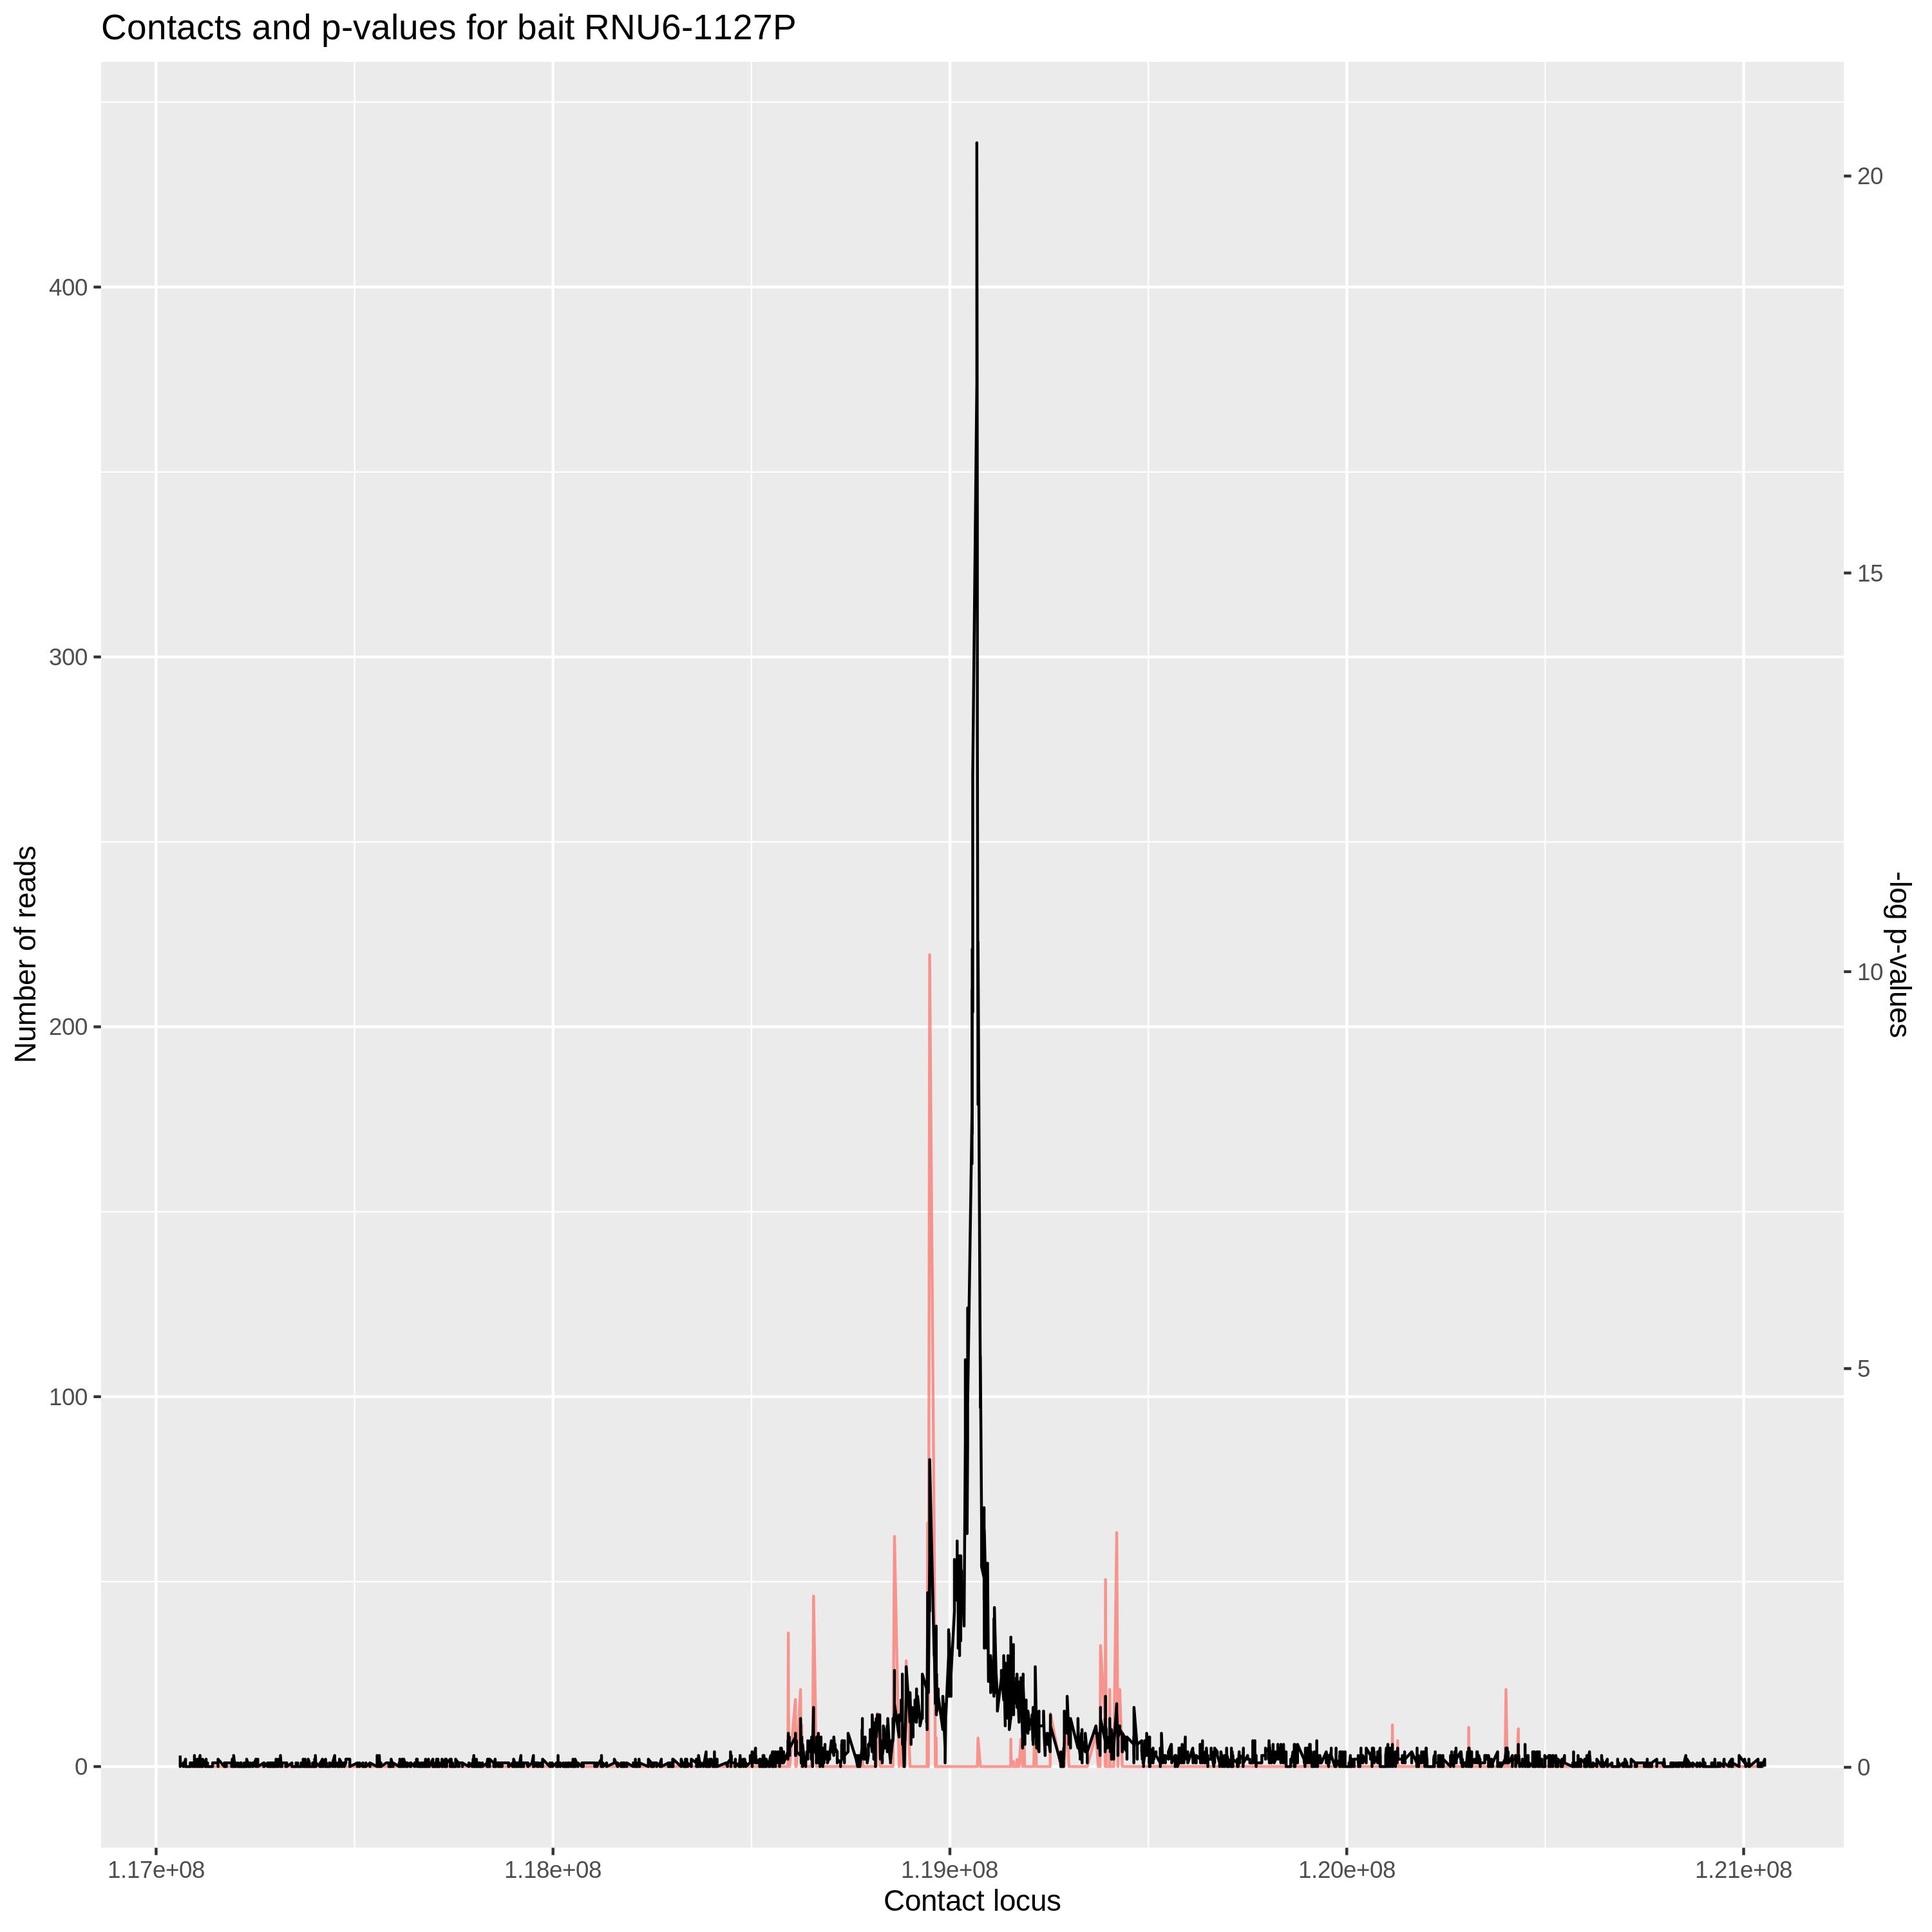 Contacts and p-values for bait RNU6-1127P
400
300
200
100
0
Number of reads
20
15
10
5
0
-log p-values
1.17e+08
1.18e+08
1.19e+08
1.20e+08
1.21e+08
Contact locus